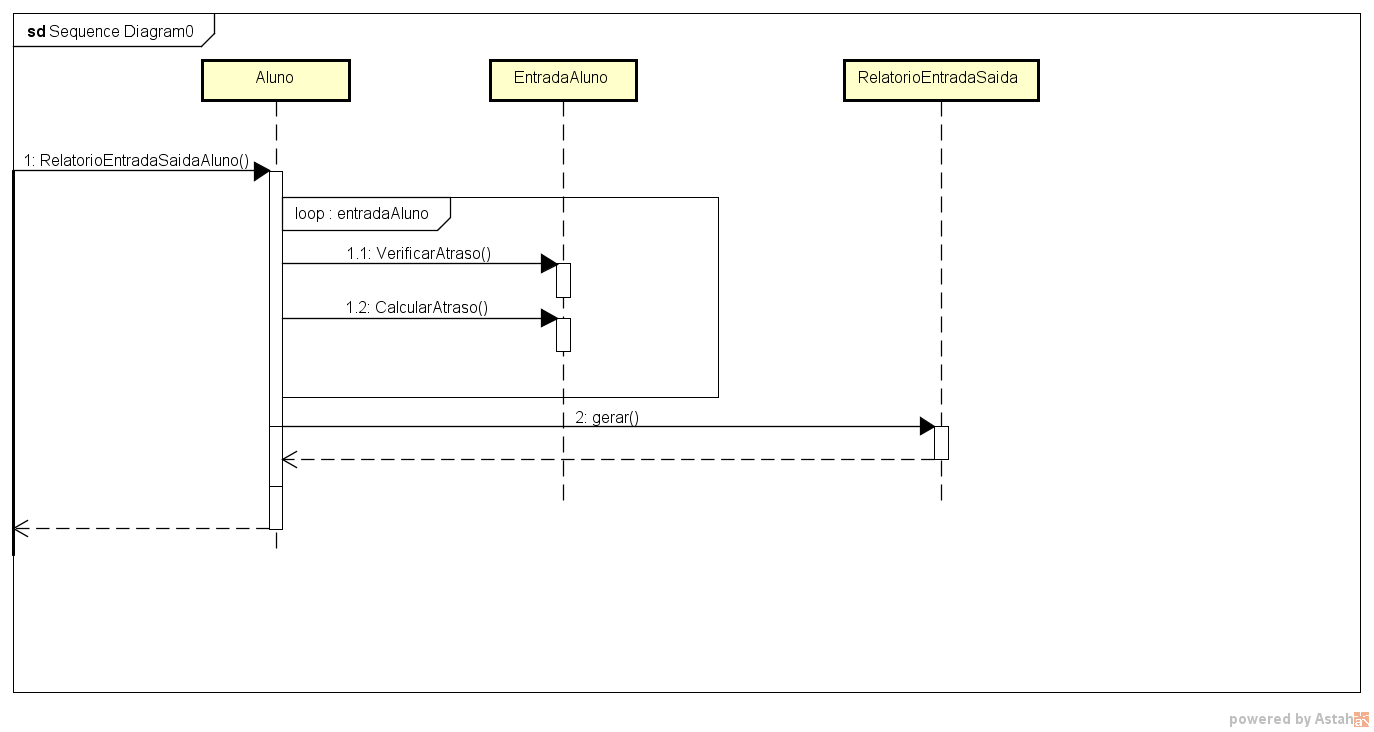 sd Sequence Diagram0
Aluno
EntradaAluno
RelatorioEntradaSaida
1: RelatorioEntradaSaidaAluno()
loop : entradaAluno
1.1: VerificarAtraso()
1.2: CalcularAtraso()
2: gerar()
powered by Astah